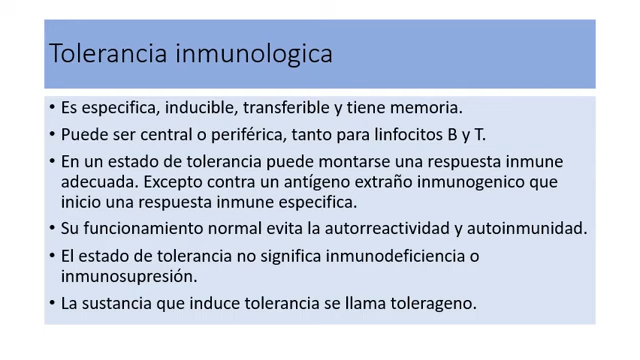 Tolerancia inmunologica
• Es especifica, inducible, transferible y tiene memoria.
• Puede ser central o periférica, tanto para linfocitos B y T.
• En un estado de tolerancia puede montarse una respuesta inmune
adecuada. Excepto contra un antígeno extraño inmunogenico que
inicio una respuesta inmune especifica.
• Su funcionamiento normal evita la autorreactividad y autoinmunidad.
• El estado de tolerancia no significa inmunodeficiencia o
inmunosupresión.
• La sustancia que induce tolerancia se llama tolerageno.